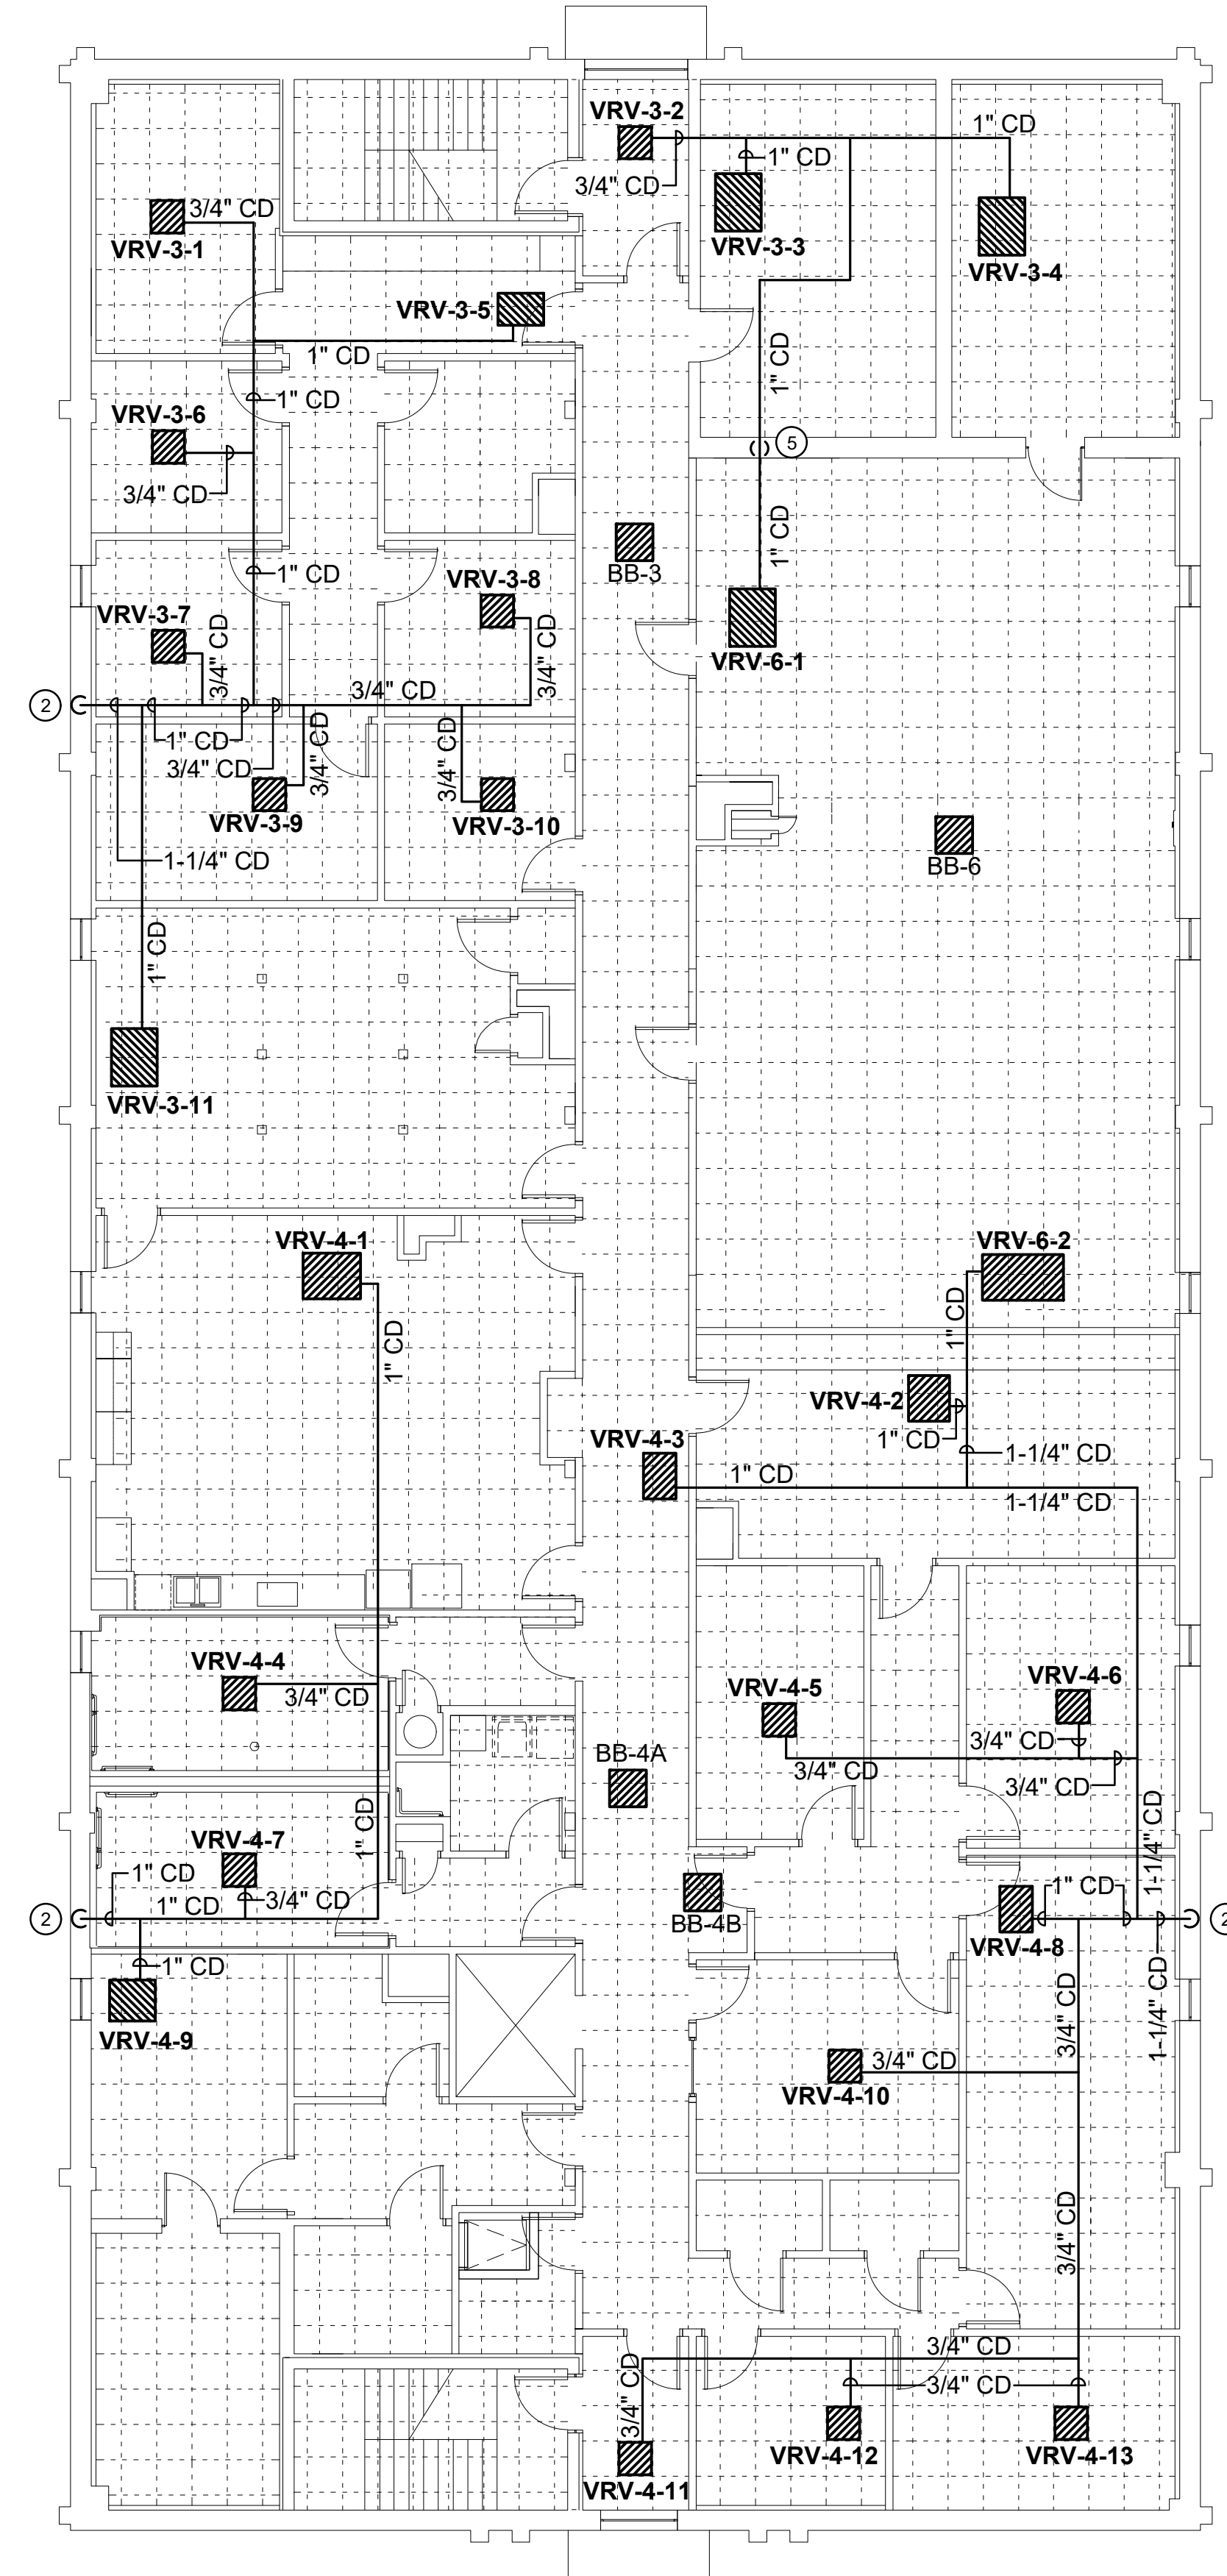 VRV-3-2
1" CD
1" CD
3/4" CD
3/4" CD
VRV-3-1
VRV-3-3
VRV-3-4
VRV-3-5
1" CD
1" CD
1" CD
VRV-3-6
5
3/4" CD
1" CD
BB-3
1" CD
VRV-3-8
VRV-3-7
3/4" CD
3/4" CD
VRV-6-1
3/4" CD
2
1" CD
3/4" CD
3/4" CD
3/4" CD
VRV-3-9
VRV-3-10
1-1/4" CD
BB-6
1" CD
VRV-3-11
VRV-4-1
VRV-6-2
1" CD
1" CD
VRV-4-2
1" CD
VRV-4-3
1-1/4" CD
1" CD
1-1/4" CD
VRV-4-4
3/4" CD
VRV-4-5
VRV-4-6
3/4" CD
BB-4A
3/4" CD
3/4" CD
1" CD
VRV-4-7
1" CD
1" CD
3/4" CD
1-1/4" CD
1" CD
2
BB-4B
2
VRV-4-8
1" CD
VRV-4-9
3/4" CD
1-1/4" CD
3/4" CD
VRV-4-10
3/4" CD
3/4" CD
3/4" CD
3/4" CD
VRV-4-12
VRV-4-13
VRV-4-11